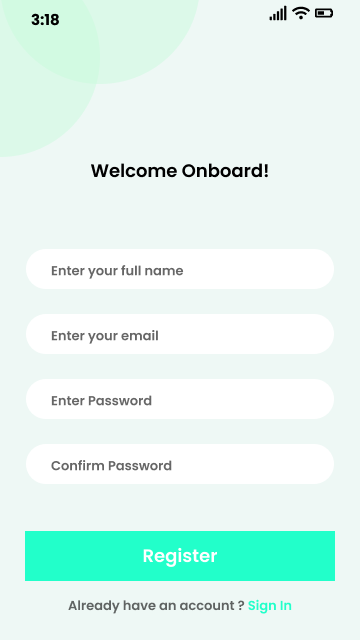 3:18
Welcome Onboard!
Enter your full name
Enter your email
Enter Password
Confirm Password
Register
Already have an account ? Sign In